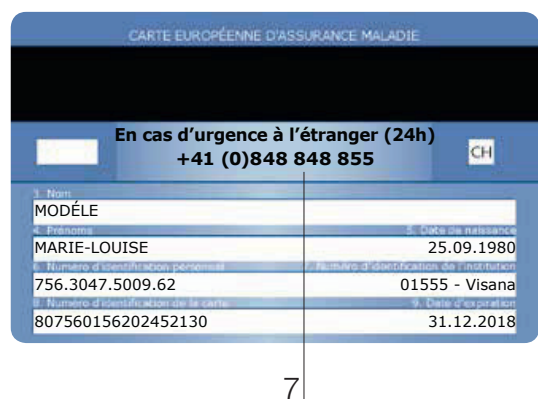 CARTE EUROPÉENNE D'ASSURANCE MALADIE
En cas d'urgence à l'étranger (24h)
+41 (0)848 848 855
CH
3. Nom
MODÉLE
4. Prénoms 5. Date de naissance
MARIE-LOUISE 25.09.1980
6. Numéro d'identification personnel 7. Numéro d'identification de l'institution
756.3047.5009.62 01555 - Visana
8. Numéro d'identification de la carte 9. Date d'expiration
807560156202452130 31.12.2018
7